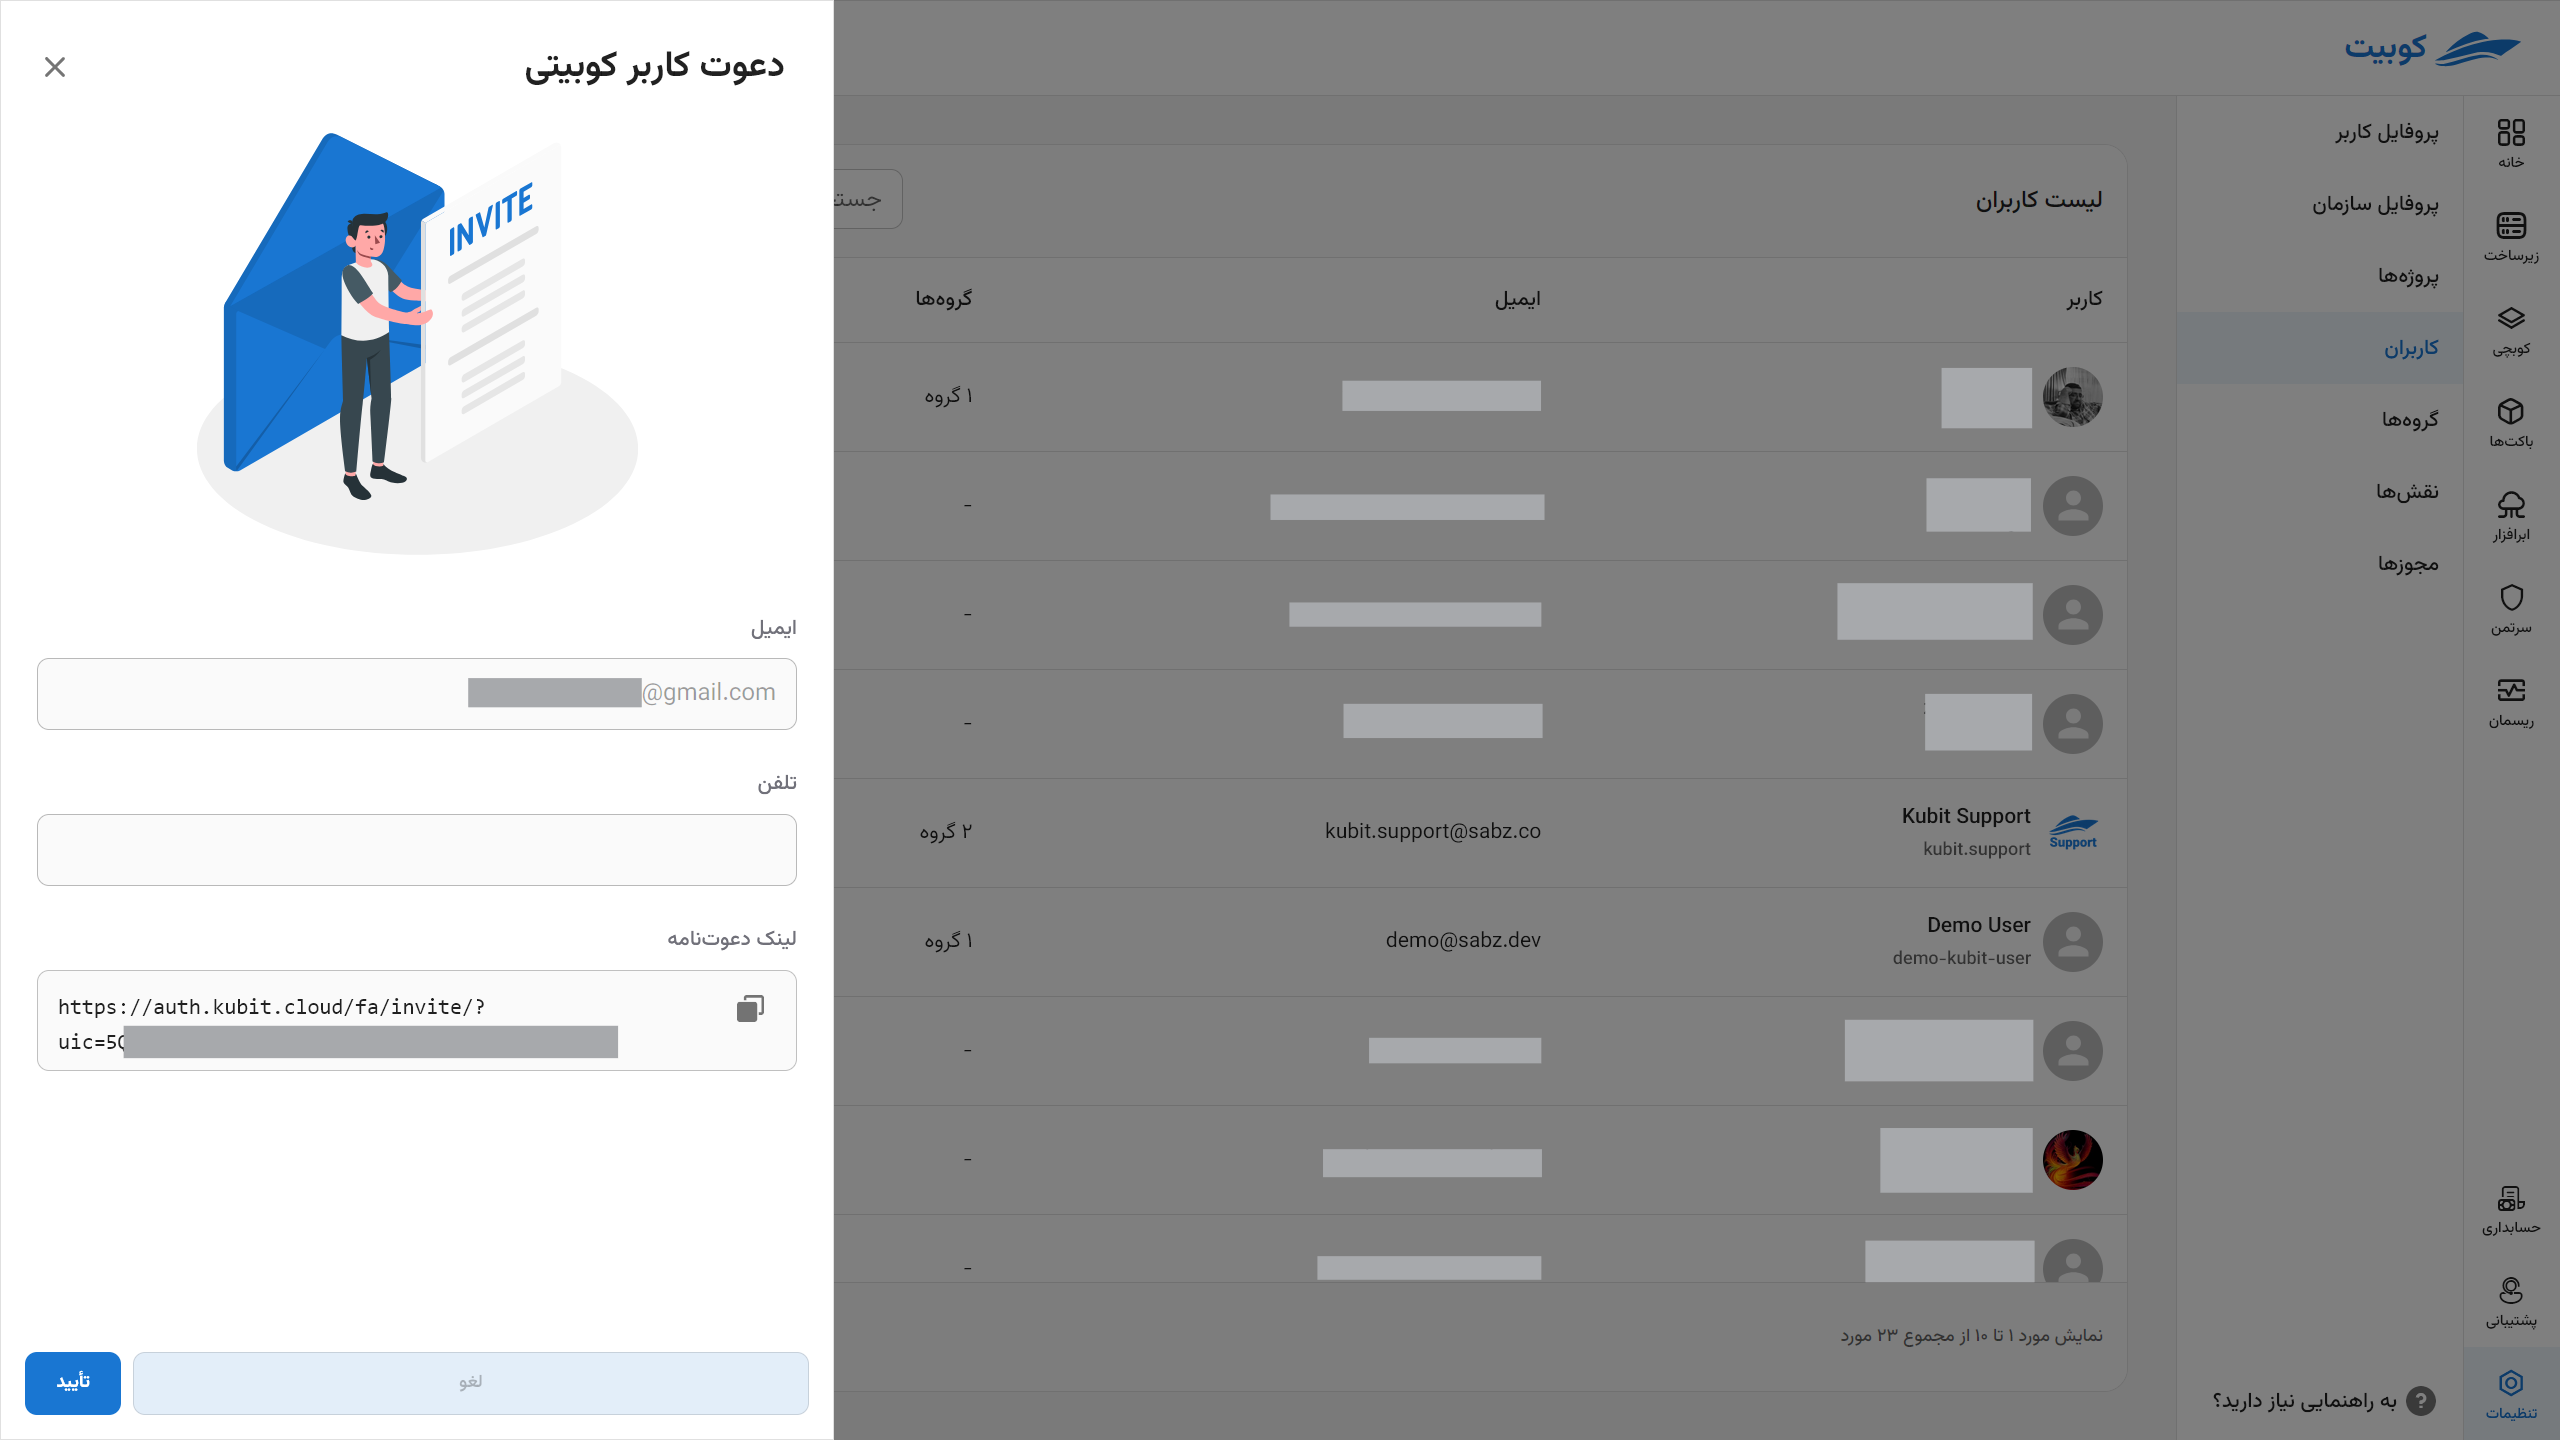 کوبیت
خانه
زیرساخت
کوبچی
باکت‌ها
ابرافزار
سرتمن
ریسمان
حسابداری
پشتیبانی
تنظیمات
پروفایل کاربر
پروفایل سازمان
پروژه‌ها
کاربران
گروه‌ها
نقش‌ها
مجوزها
به راهنمایی نیاز دارید؟
لیست کاربران
کاربر ایمیل گروه‌ها
۱ گروه
-
-
-
Support
Kubit Support
kubit.support
kubit.support@sabz.co
۲ گروه
Demo User
demo-kubit-user
demo@sabz.dev
۱ گروه
-
-
-
نمایش مورد ۱ تا ۱۰ از مجموع ۲۳ مورد
دعوت کاربر کوبیتی
INVITE
ایمیل
@gmail.com
تلفن
لینک دعوت‌نامه
https://auth.kubit.cloud/fa/invite/?
uic=5
لغو
تأیید